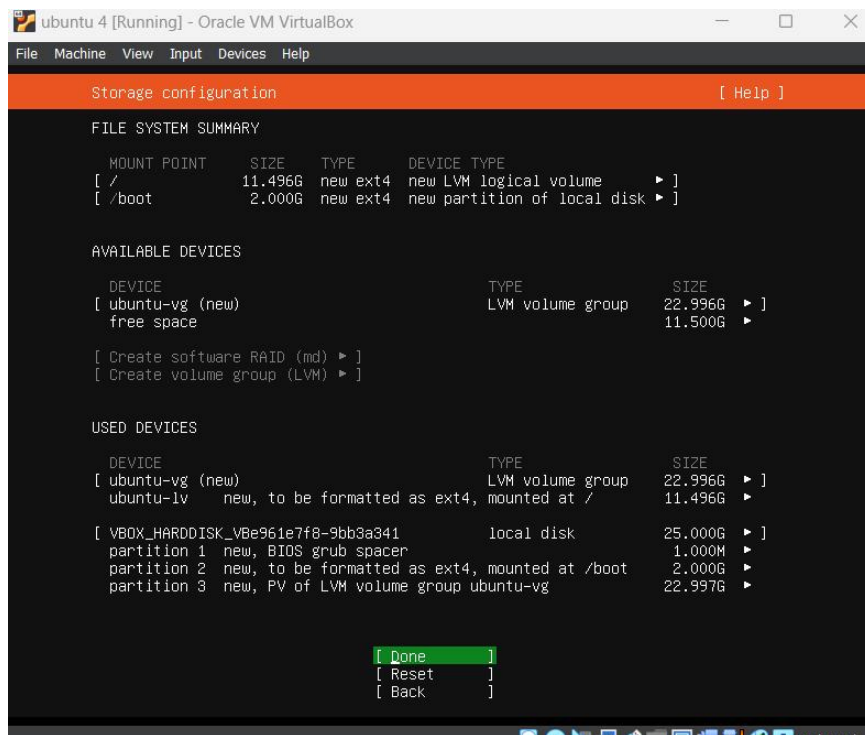 ubuntu 4 [Running] - Oracle VM VirtualBox
File Machine View Input Devices Help
Storage configuration [ Help ]
FILE SYSTEM SUMMARY
MOUNT POINT SIZE TYPE DEVICE TYPE
[ / 11.496G new ext4 new LVM logical volume ▸ ]
[ /boot 2.000G new ext4 new partition of local disk ▸ ]
AVAILABLE DEVICES
DEVICE TYPE SIZE
[ ubuntu-vg (new) LVM volume group 22.996G ▸ ]
free space 11.500G ▸
[ Create software RAID (md) ▸ ]
[ Create volume group (LVM) ▸ ]
USED DEVICES
DEVICE TYPE SIZE
[ ubuntu-vg (new) LVM volume group 22.996G ▸ ]
ubuntu-lv new, to be formatted as ext4, mounted at / 11.496G ▸
[ VBOX_HARDDISK_VBe961e7f8-9bb3a341 local disk 25.000G ▸ ]
partition 1 new, BIOS grub spacer 1.000M ▸
partition 2 new, to be formatted as ext4, mounted at /boot 2.000G ▸
partition 3 new, PV of LVM volume group ubuntu-vg 22.997G ▸
[ Done ]
[ Reset ]
[ Back ]